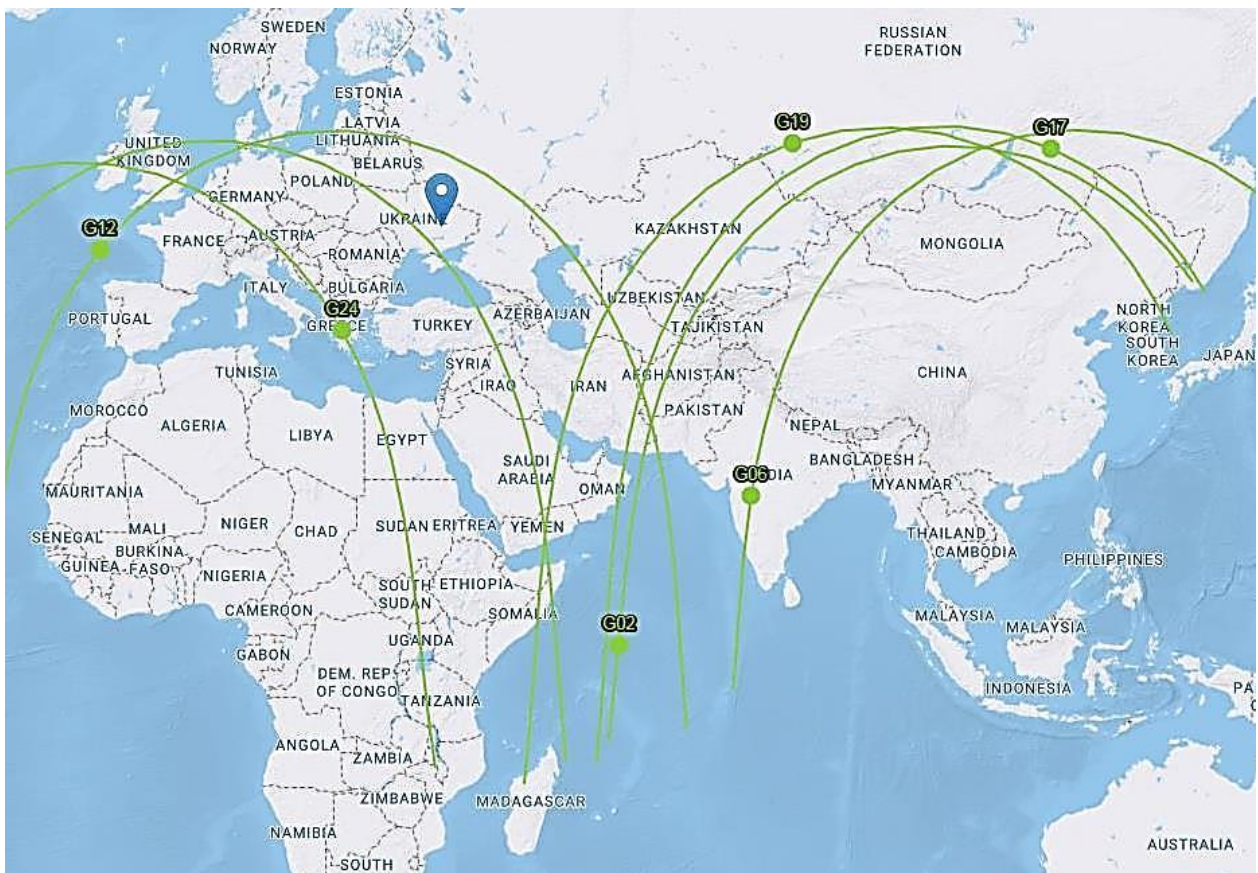 SWEDEN
NORWAY
RUSSIAN
FEDERATION
ESTONIA
LATVIA
LITHUANIA
UNITED
KINGDOM
BELARUS
G19
G17
POLAND
GERMANY
UKRAINE
G12
FRANCE
AUSTRIA
KAZAKHSTAN
MONGOLIA
ROMANIA
ITALY
BULGARIA
UZBEKISTAN
G24
PORTUGAL
GREECE
TURKEY
AZERBAIJAN
TAJIKISTAN
NORTH
KOREA
SOUTH
KOREA
JAPAN
TUNISIA
SYRIA
IRAQ
IRAN
AFGHANISTAN
CHINA
MOROCCO
ALGERIA
LIBYA
EGYPT
PAKISTAN
NEPAL
SAUDI
ARABIA
OMAN
G06
BANGLADESH
MYANMAR
MAURITANIA
MALI
NIGER
CHAD
SUDAN
ERITREA
YEMEN
SENEGAL
BURKINA
FASO
GUINEA
NIGERIA
THAILAND
CAMBODIA
PHILIPPINES
SOUTH
SUDAN
ETHIOPIA
CAMEROON
SOMALIA
G02
MALAYSIA
MALAYSIA
GABON
UGANDA
DEM. REP.
OF CONGO
TANZANIA
INDONESIA
PA
ANGOLA
ZAMBIA
ZIMBABWE
MADAGASCAR
NAMIBIA
SOUTH
AUSTRALIA